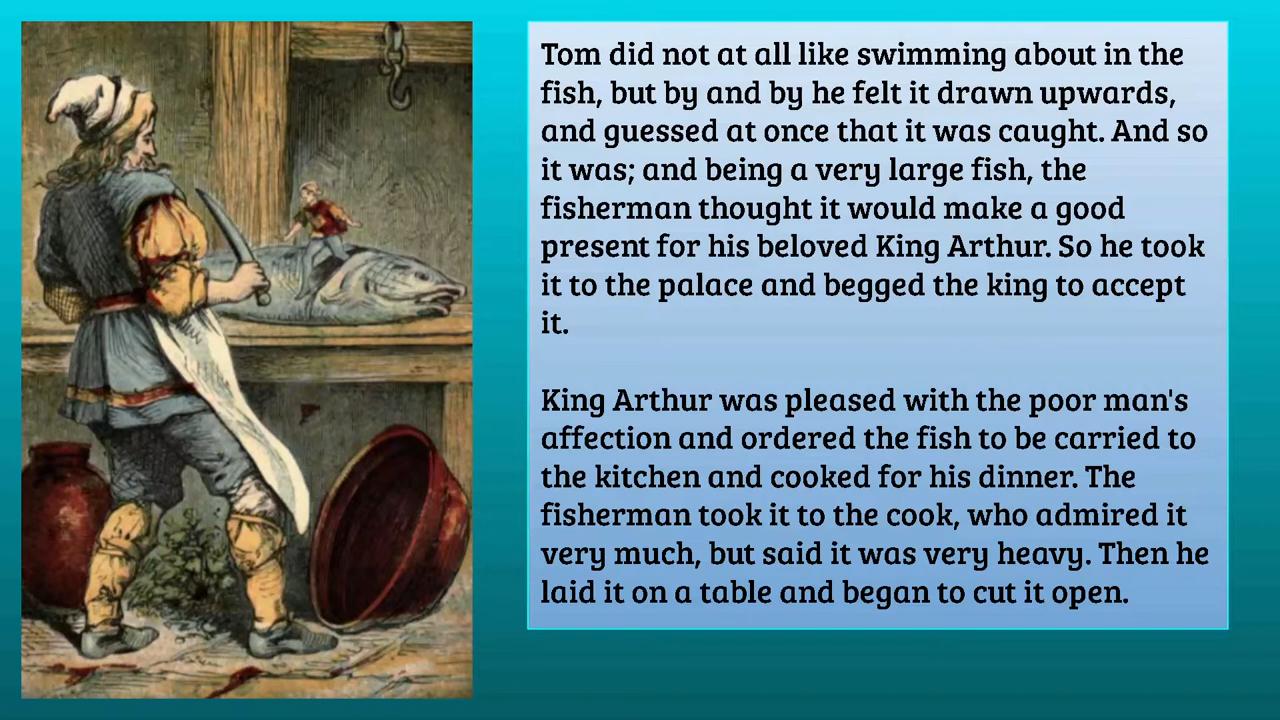 Tom did not at all like swimming about in the
fish, but by and by he felt it drawn upwards,
and guessed at once that it was caught. And so
it was; and being a very large fish, the
fisherman thought it would make a good
present for his beloved King Arthur. So he took
it to the palace and begged the king to accept
it.
King Arthur was pleased with the poor man's
affection and ordered the fish to be carried to
the kitchen and cooked for his dinner. The
fisherman took it to the cook, who admired it
very much, but said it was very heavy. Then he
laid it on a table and began to cut it open.